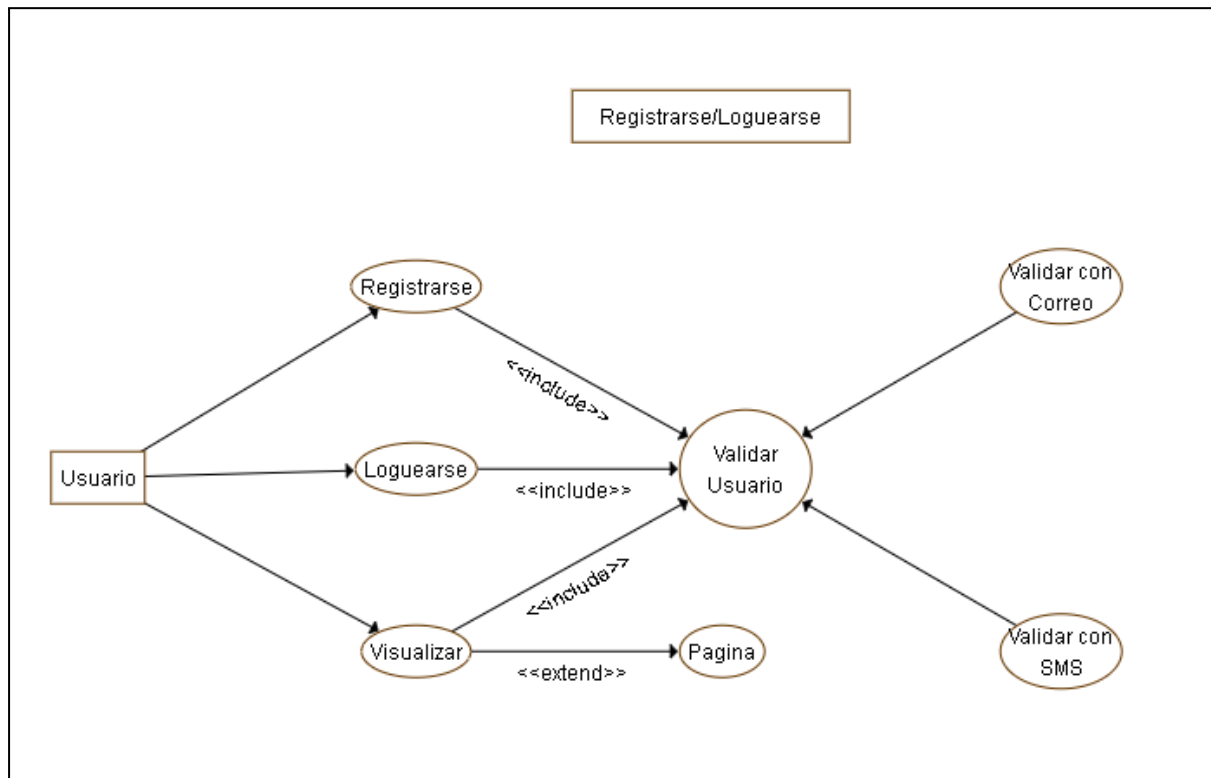 Registrarse/Loguearse
Registrarse
Validar con
Correo
<<include>>
Usuario
Loguearse
<<include>>
Validar
Usuario
<<include>>
Visualizar
<<extend>>
Pagina
Validar con
SMS